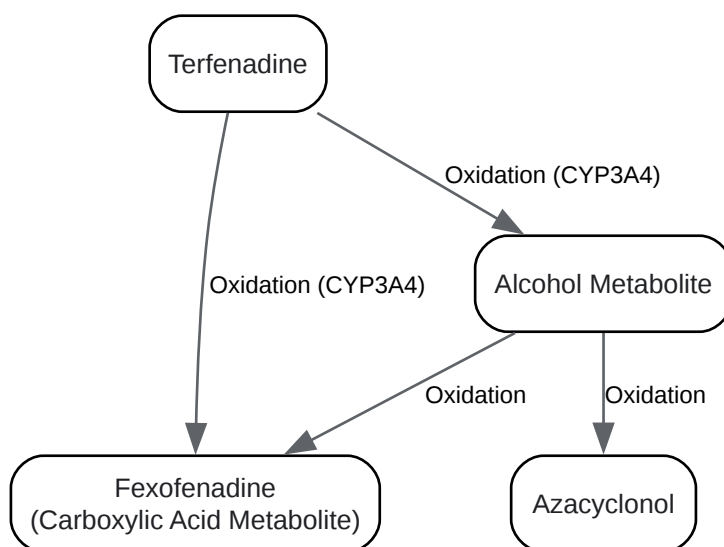 Terfenadine
Oxidation (CYP3A4)
Alcohol Metabolite
Oxidation (CYP3A4)
Oxidation
Oxidation
Fexofenadine
(Carboxylic Acid Metabolite)
Azacyclonol